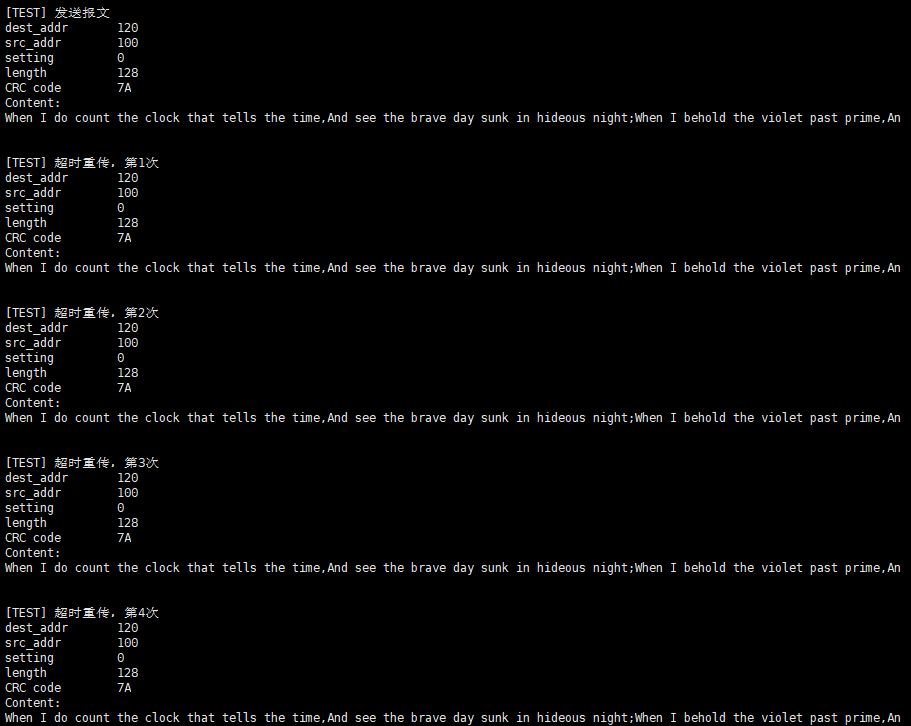 [TEST] 发送报文
dest_addr 120
src_addr 100
setting 0
length 128
CRC code 7A
Content:
When I do count the clock that tells the time,And see the brave day sunk in hideous night;When I behold the violet past prime,An
[TEST] 超时重传, 第1次
dest_addr 120
src_addr 100
setting 0
length 128
CRC code 7A
Content:
When I do count the clock that tells the time,And see the brave day sunk in hideous night;When I behold the violet past prime,An
[TEST] 超时重传, 第2次
dest_addr 120
src_addr 100
setting 0
length 128
CRC code 7A
Content:
When I do count the clock that tells the time,And see the brave day sunk in hideous night;When I behold the violet past prime,An
[TEST] 超时重传, 第3次
dest_addr 120
src_addr 100
setting 0
length 128
CRC code 7A
Content:
When I do count the clock that tells the time,And see the brave day sunk in hideous night;When I behold the violet past prime,An
[TEST] 超时重传, 第4次
dest_addr 120
src_addr 100
setting 0
length 128
CRC code 7A
Content:
When I do count the clock that tells the time,And see the brave day sunk in hideous night;When I behold the violet past prime,An